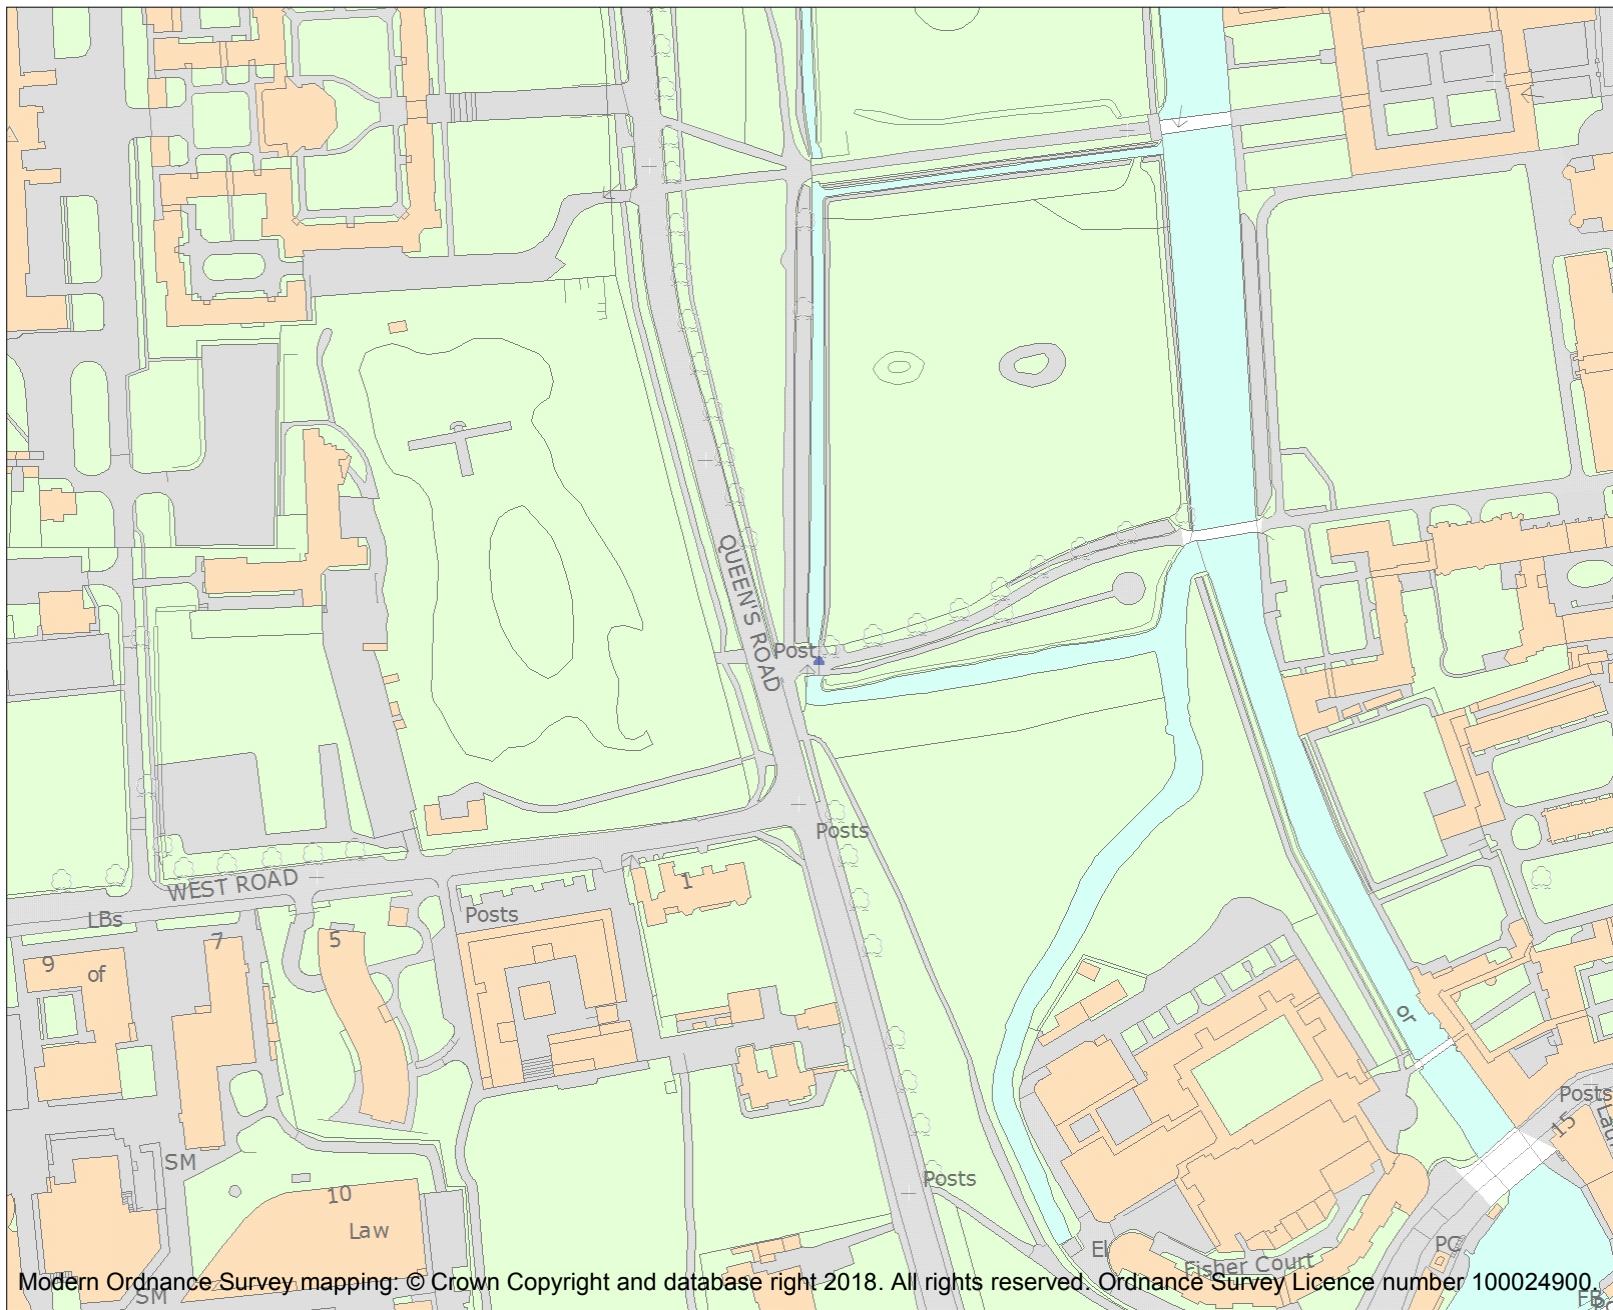 QUEEN'S ROAD
Post
Posts
WEST ROAD
1
LBs
Posts
7
5
9
of
or
Posts
15
SM
Posts
10
Law
El
PC
Fisher Court
Modern Ordnance Survey mapping: © Crown Copyright and database right 2018. All rights reserved. Ordnance Survey Licence number 100024900.
SM
FB